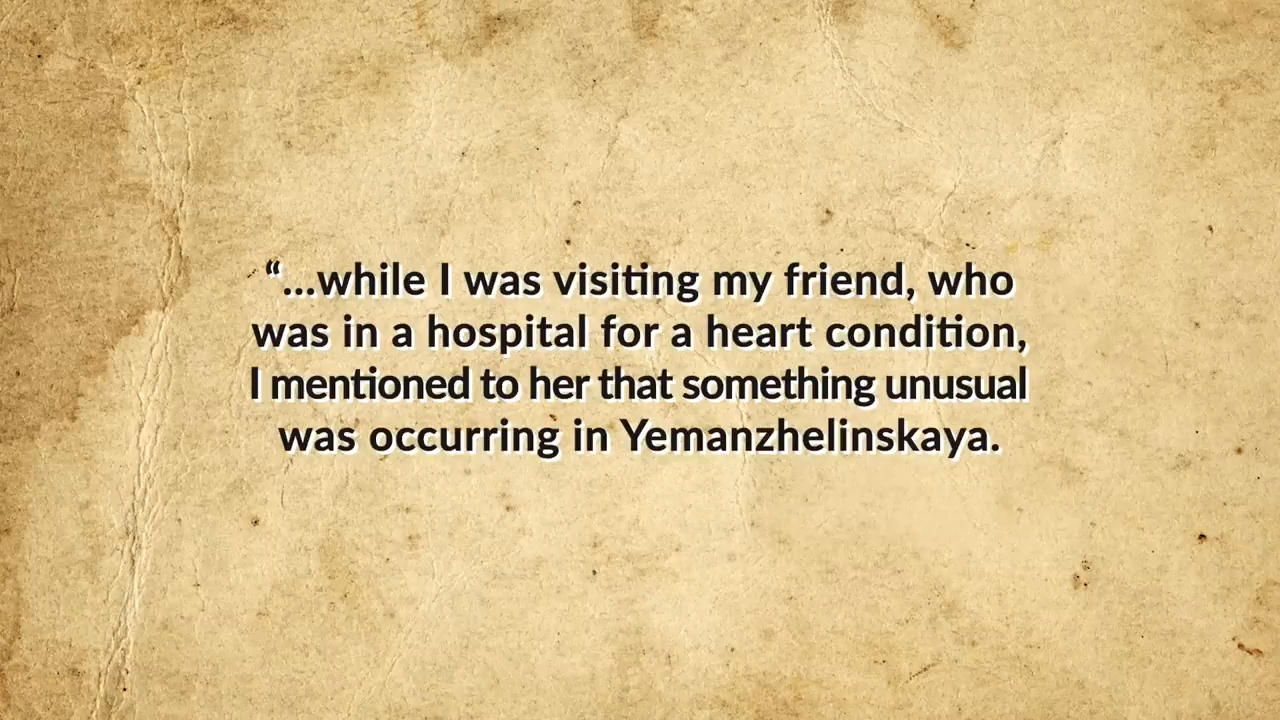 “...while I was visiting my friend, who
was in a hospital for a heart condition,
I mentioned to her that something unusual
was occurring in Yemanzhelinskaya.